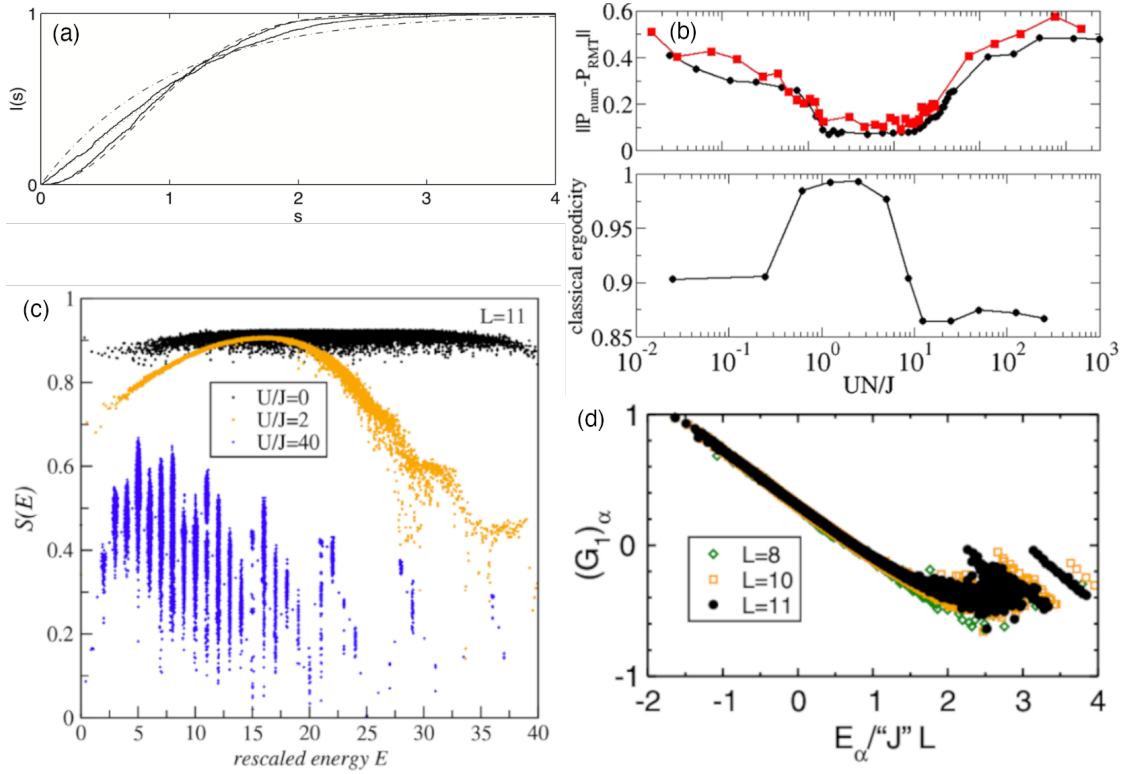 (a)
1
I(s)
0
0
1
2
3
4
s
(b)
||P_num-P_RMT||
0.6
0.4
0.2
0
classical ergodicity
1
0.95
0.9
0.85
10^-2
10^-1
10^0
10^1
10^2
10^3
UN/J
(c)
S(E)
1
0.8
0.6
0.4
0.2
0
L=11
U/J=0
U/J=2
U/J=40
0
5
10
15
20
25
30
35
40
rescaled energy E
(d)
(G_1)_α
1
0
-1
L=8
L=10
L=11
-2
-1
0
1
2
3
4
E_α/“J” L